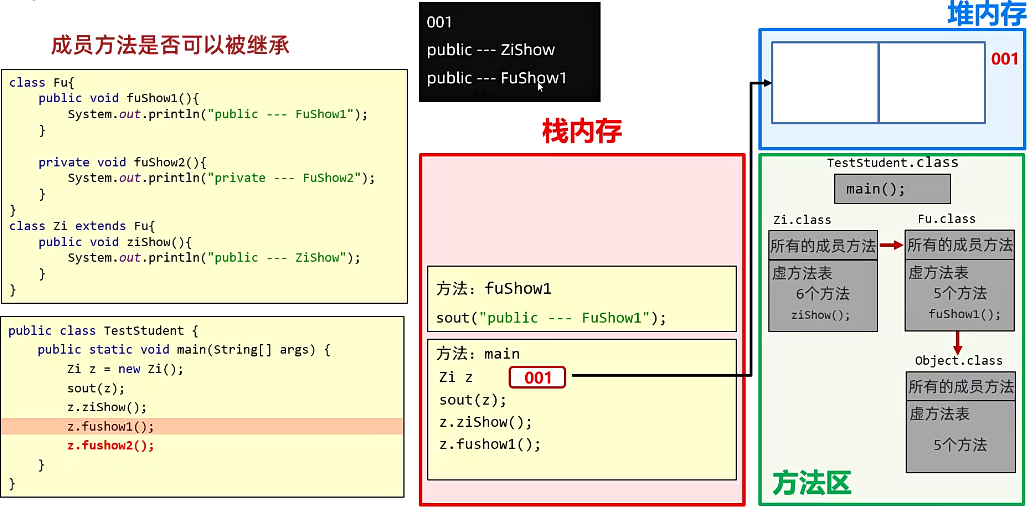 成员方法是否可以被继承
class Fu{
public void fuShow1(){
System.out.println("public --- FuShow1");
}
private void fuShow2(){
System.out.println("private --- FuShow2");
}
}
class Zi extends Fu{
public void ziShow(){
System.out.println("public --- ZiShow");
}
}
public class TestStudent {
public static void main(String[] args) {
Zi z = new Zi();
sout(z);
z.ziShow();
z.fushow1();
z.fushow2();
}
}
001
public --- ZiShow
public --- FuShow1
栈内存
方法：fuShow1
sout("public --- FuShow1");
方法：main
Zi z 001
sout(z);
z.ziShow();
z.fushow1();
堆内存
001
TestStudent.class
main();
Zi.class
所有的成员方法
虚方法表
6个方法
ziShow();
Fu.class
所有的成员方法
虚方法表
5个方法
fuShow1();
Object.class
所有的成员方法
虚方法表
5个方法
方法区